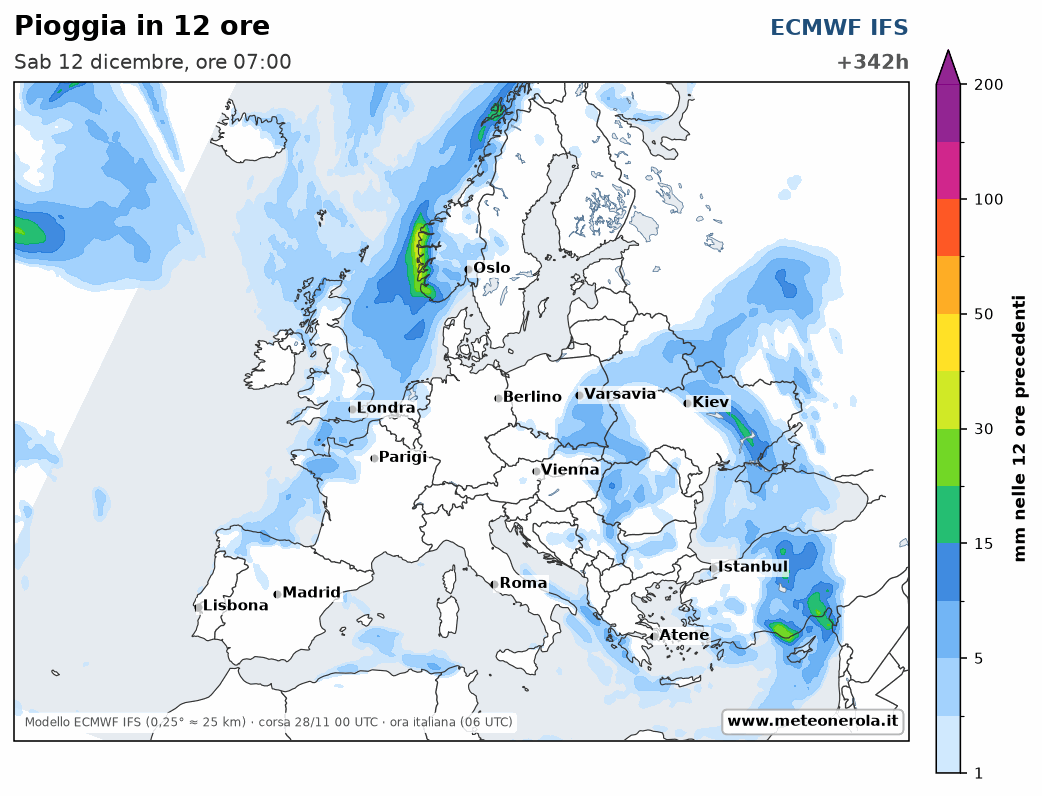 Pioggia in 12 ore
ECMWF IFS
Sab 12 dicembre, ore 07:00
+342h
200
100
50
30
15
5
1
mm nelle 12 ore precedenti
Oslo
Berlino
Varsavia
Kiev
Londra
Parigi
Vienna
Istanbul
Roma
Madrid
Lisbona
Atene
Modello ECMWF IFS (0,25° ≈ 25 km) · corsa 28/11 00 UTC · ora italiana (06 UTC)
www.meteonerola.it